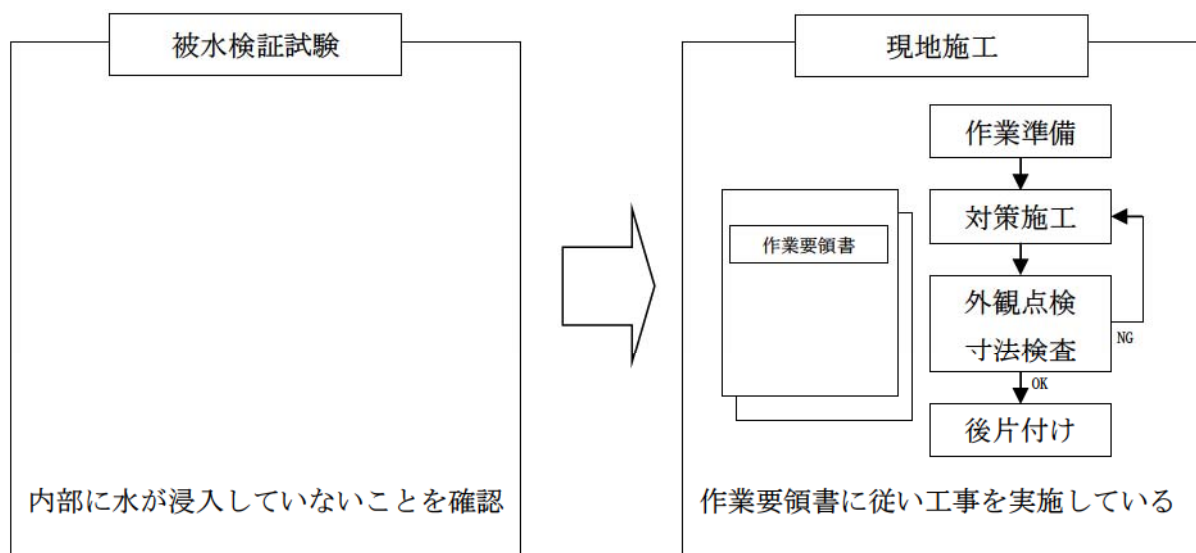 被水検証試験
内部に水が浸入していないことを確認
現地施工
作業準備
対策施工
作業要領書
外観点検
寸法検査
NG
OK
後片付け
作業要領書に従い工事を実施している